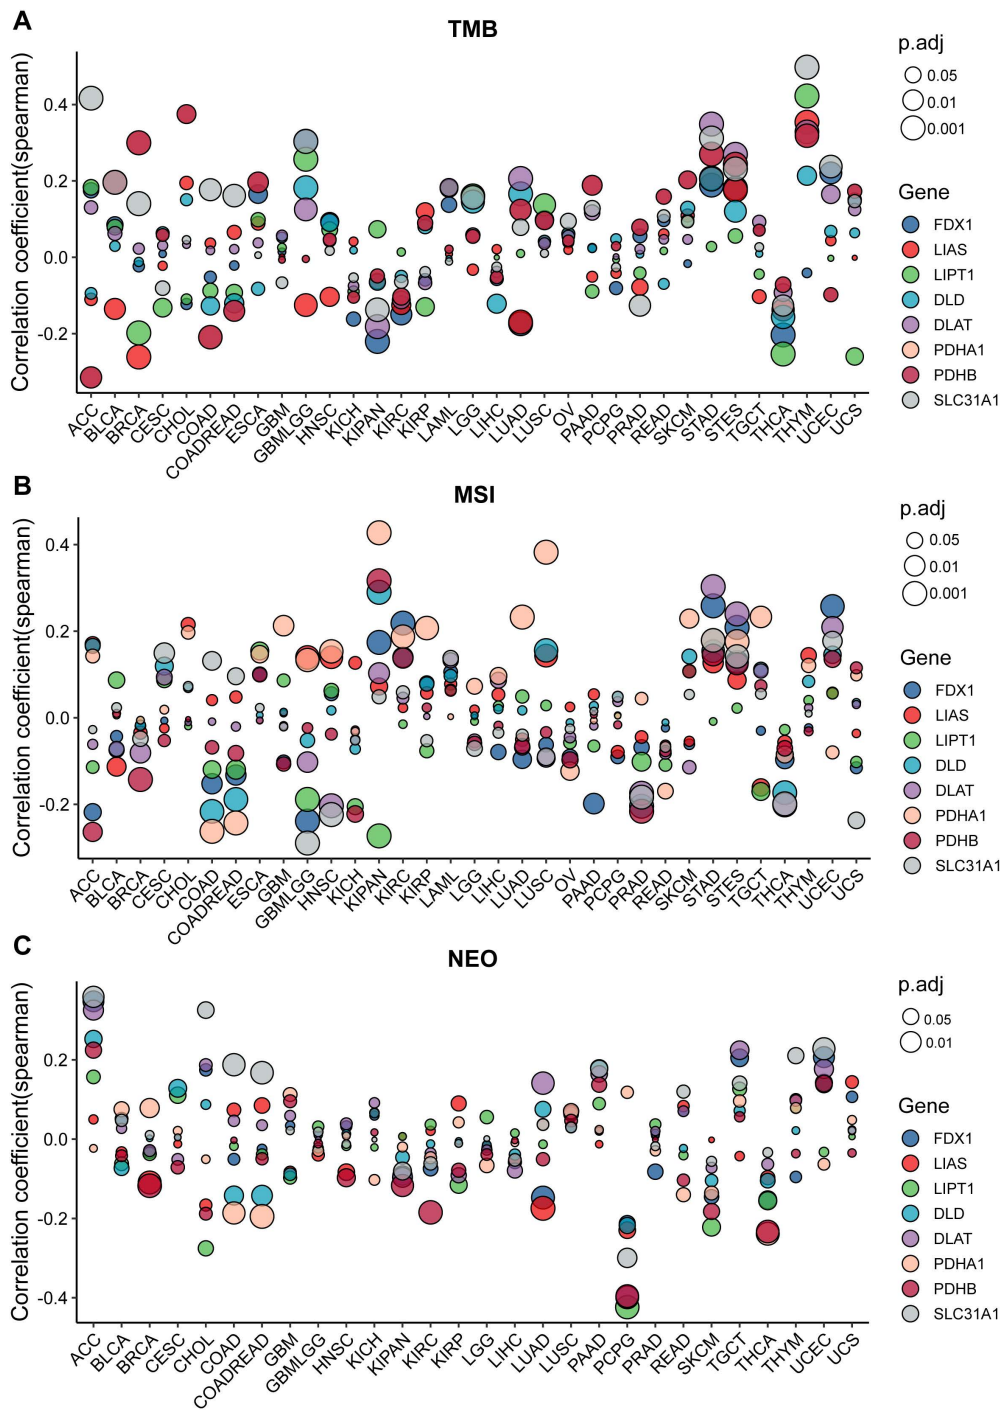 A
TMB
Correlation coefficient(spearman)
0.4
0.2
0.0
-0.2
ACC
BLCA
BRCA
CESC
CHOL
COAD
COADREAD
ESCA
GBM
GBMLGG
HNSC
KICH
KIPAN
KIRC
KIRP
LAML
LGG
LIHC
LUAD
LUSC
OV
PAAD
PCPG
PRAD
READ
SKCM
STAD
STES
TGCT
THCA
THYM
UCEC
UCS
p.adj
0.05
0.01
0.001
Gene
FDX1
LIAS
LIPT1
DLD
DLAT
PDHA1
PDHB
SLC31A1
B
MSI
Correlation coefficient(spearman)
0.4
0.2
0.0
-0.2
ACC
BLCA
BRCA
CESC
CHOL
COAD
COADREAD
ESCA
GBM
GBMLGG
HNSC
KICH
KIPAN
KIRC
KIRP
LAML
LGG
LIHC
LUAD
LUSC
OV
PAAD
PCPG
PRAD
READ
SKCM
STAD
STES
TGCT
THCA
THYM
UCEC
UCS
p.adj
0.05
0.01
0.001
Gene
FDX1
LIAS
LIPT1
DLD
DLAT
PDHA1
PDHB
SLC31A1
C
NEO
Correlation coefficient(spearman)
0.2
0.0
-0.2
-0.4
ACC
BLCA
BRCA
CESC
CHOL
COAD
COADREAD
GBM
GBMLGG
HNSC
KICH
KIPAN
KIRC
KIRP
LGG
LIHC
LUAD
LUSC
PAAD
PCPG
PRAD
READ
SKCM
TGCT
THCA
THYM
UCEC
UCS
p.adj
0.05
0.01
Gene
FDX1
LIAS
LIPT1
DLD
DLAT
PDHA1
PDHB
SLC31A1